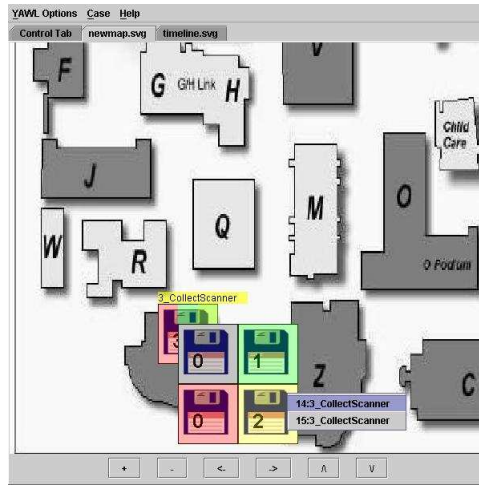 YAWL Options Case Help
Control Tab newmap.svg timeline.svg
F
G G/H Link H
V
Child
Care
J
O
M
Q
W
R
O Podium
3_CollectScanner
3
0 1
Z
C
0 2
14:3_CollectScanner
15:3_CollectScanner
+ - <- -> /\ \/